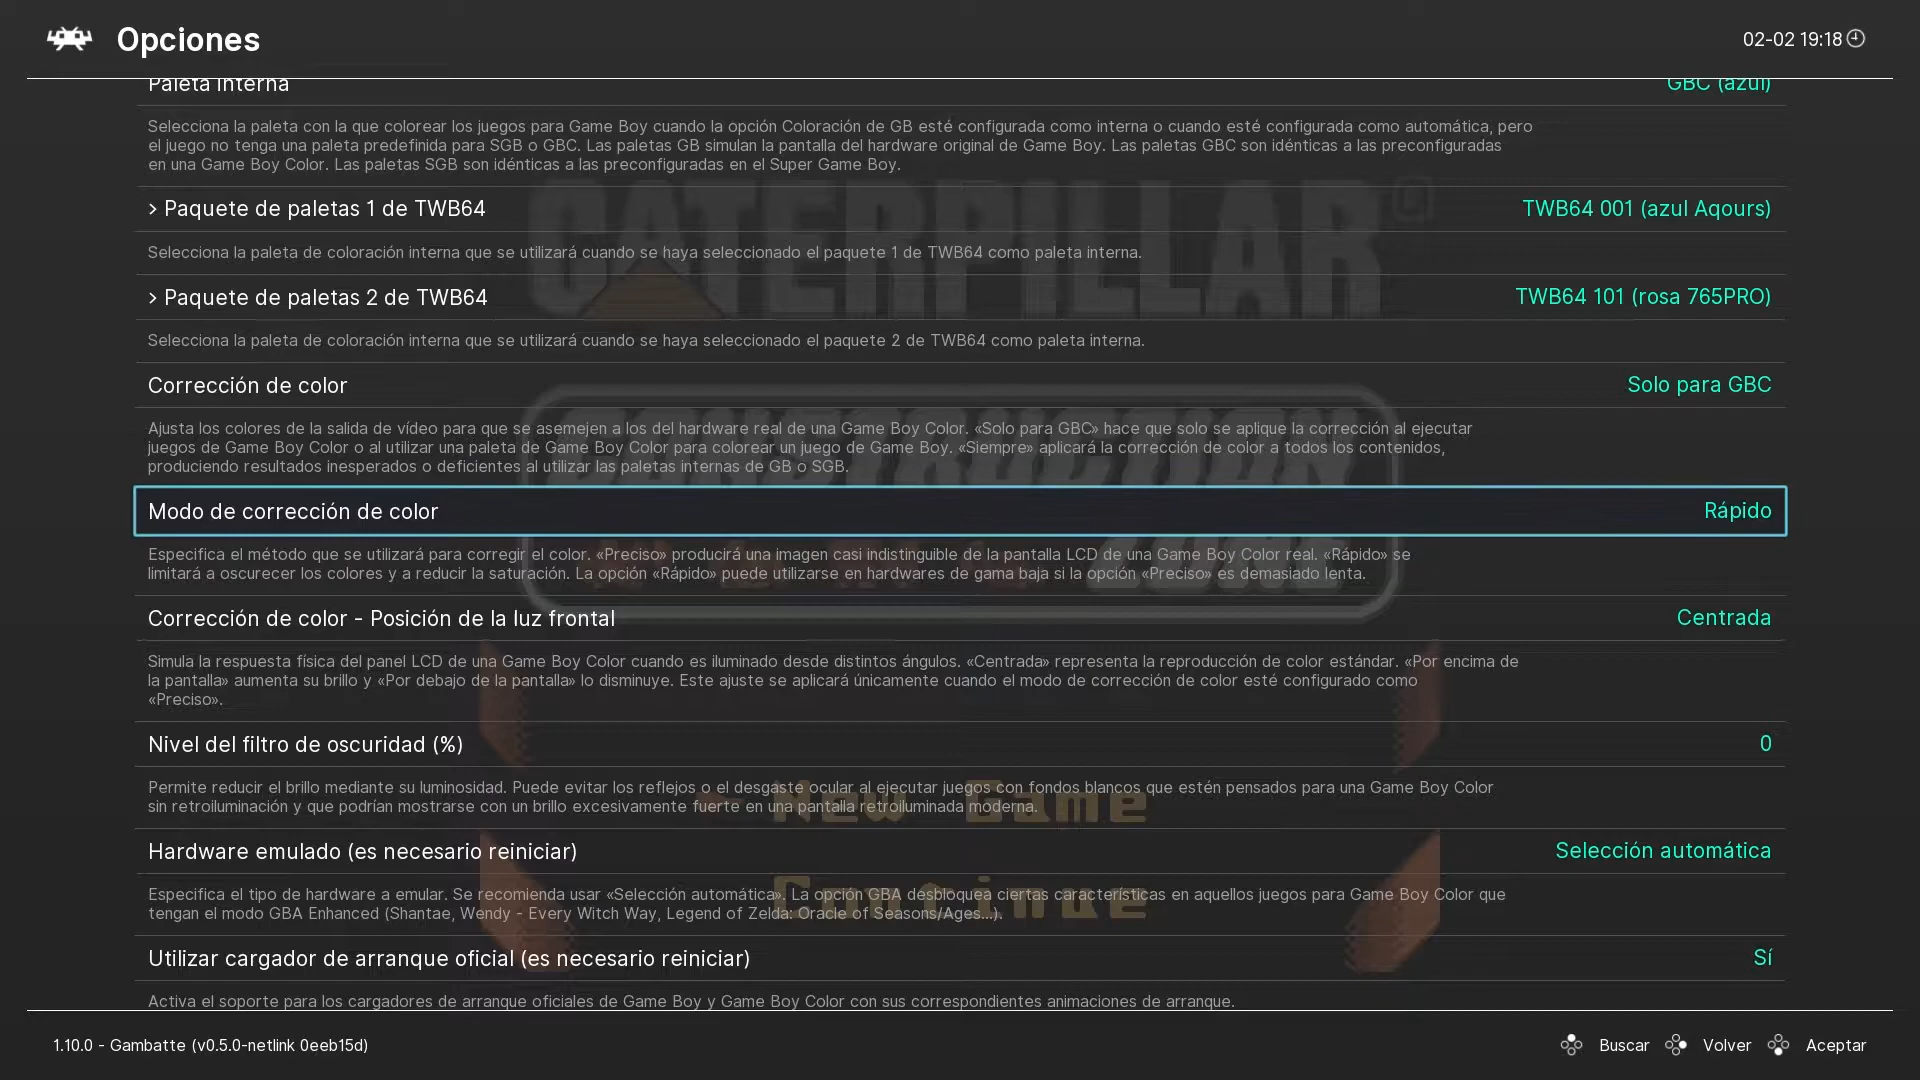 Opciones
02-02 19:18
Paleta interna
GBC (azul)
Selecciona la paleta con la que colorear los juegos para Game Boy cuando la opción Coloración de GB esté configurada como interna o cuando esté configurada como automática, pero
el juego no tenga una paleta predefinida para SGB o GBC. Las paletas GB simulan la pantalla del hardware original de Game Boy. Las paletas GBC son idénticas a las preconfiguradas
en una Game Boy Color. Las paletas SGB son idénticas a las preconfiguradas en el Super Game Boy.
CATERPILLAR
> Paquete de paletas 1 de TWB64
TWB64 001 (azul Aqours)
Selecciona la paleta de coloración interna que se utilizará cuando se haya seleccionado el paquete 1 de TWB64 como paleta interna.
> Paquete de paletas 2 de TWB64
TWB64 101 (rosa 765PRO)
Selecciona la paleta de coloración interna que se utilizará cuando se haya seleccionado el paquete 2 de TWB64 como paleta interna.
Corrección de color
Solo para GBC
CONSTRUCTION
Ajusta los colores de la salida de vídeo para que se asemejen a los del hardware real de una Game Boy Color. «Solo para GBC» hace que solo se aplique la corrección al ejecutar
juegos de Game Boy Color o al utilizar una paleta de Game Boy Color para colorear un juego de Game Boy. «Siempre» aplicará la corrección de color a todos los contenidos,
produciendo resultados inesperados o deficientes al utilizar las paletas internas de GB o SGB.
Modo de corrección de color
Rápido
ZONE
Especifica el método que se utilizará para corregir el color. «Preciso» producirá una imagen casi indistinguible de la pantalla LCD de una Game Boy Color real. «Rápido» se
limitará a oscurecer los colores y a reducir la saturación. La opción «Rápido» puede utilizarse en hardwares de gama baja si la opción «Preciso» es demasiado lenta.
Corrección de color - Posición de la luz frontal
Centrada
Simula la respuesta física del panel LCD de una Game Boy Color cuando es iluminado desde distintos ángulos. «Centrada» representa la reproducción de color estándar. «Por encima de
la pantalla» aumenta su brillo y «Por debajo de la pantalla» lo disminuye. Este ajuste se aplicará únicamente cuando el modo de corrección de color esté configurado como
«Preciso».
Nivel del filtro de oscuridad (%)
0
Permite reducir el brillo mediante su luminosidad. Puede evitar los reflejos o el desgaste ocular al ejecutar juegos con fondos blancos que estén pensados para una Game Boy Color
sin retroiluminación y que podrían mostrarse con un brillo excesivamente fuerte en una pantalla retroiluminada moderna.
New Game
Hardware emulado (es necesario reiniciar)
Selección automática
Especifica el tipo de hardware a emular. Se recomienda usar «Selección automática». La opción GBA desbloquea ciertas características en aquellos juegos para Game Boy Color que
tengan el modo GBA Enhanced (Shantae, Wendy - Every Witch Way, Legend of Zelda: Oracle of Seasons/Ages...).
Continue
Utilizar cargador de arranque oficial (es necesario reiniciar)
Sí
Activa el soporte para los cargadores de arranque oficiales de Game Boy y Game Boy Color con sus correspondientes animaciones de arranque.
1.10.0 - Gambatte (v0.5.0-netlink 0eeb15d)
Buscar
Volver
Aceptar